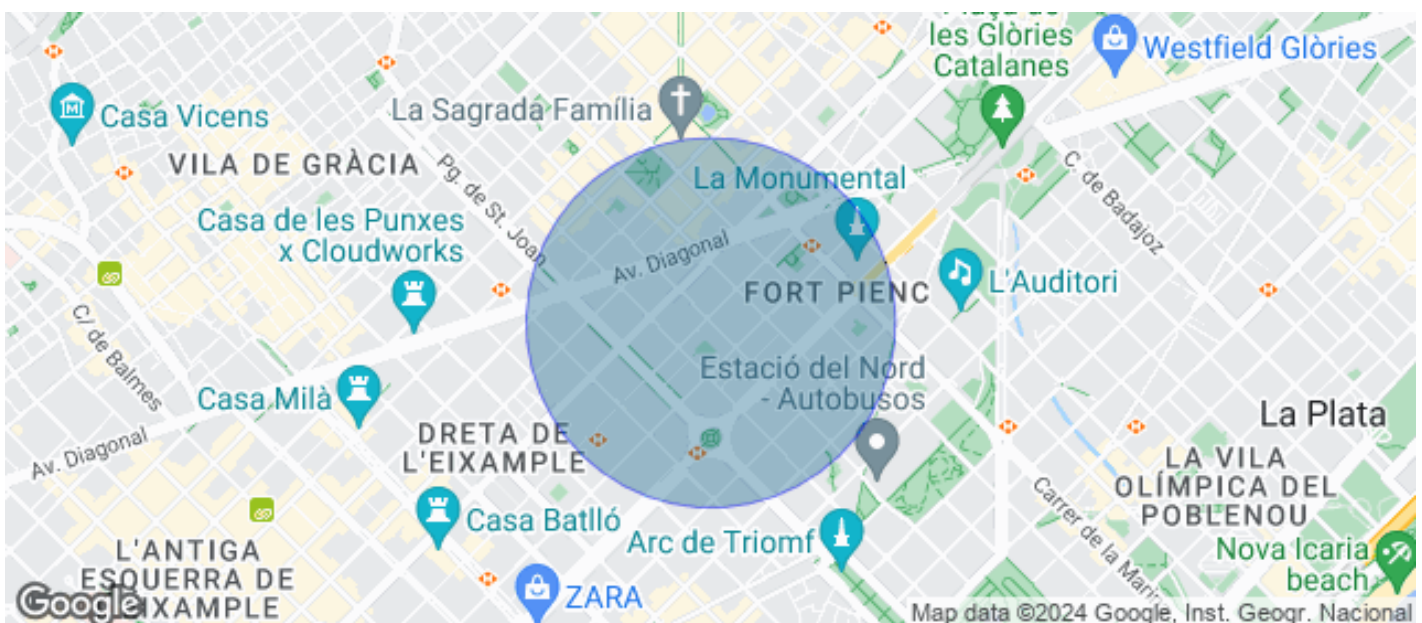 les Glòries
Catalanes
Westfield Glòries
La Sagrada Família
Casa Vicens
VILA DE GRÀCIA
Pg. de St. Joan
La Monumental
C. de Badajoz
Casa de les Punxes
x Cloudworks
Av. Diagonal
FORT PIENC
L'Auditori
C/ de Balmes
Estació del Nord
- Autobusos
Casa Milà
La Plata
DRETA DE
L'EIXAMPLE
Av. Diagonal
LA VILA
OLÍMPICA DEL
POBLENOU
Casa Batlló
Carrer de la Marin
Arc de Triomf
L'ANTIGA
ESQUERRA DE
EIXAMPLE
Nova Icaria
beach
ZARA
Google
Map data ©2024 Google, Inst. Geogr. Nacional